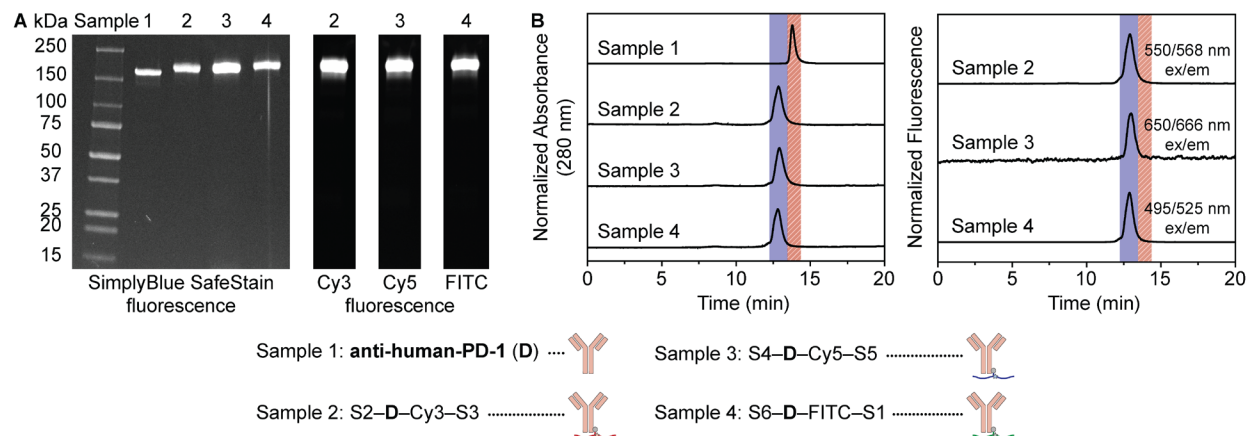 A kDa Sample 1 2 3 4 2 3 4
250
150
100
75
50
37
25
20
15
SimplyBlue SafeStain
fluorescence
Cy3 Cy5 FITC
fluorescence
B
Normalized Absorbance
(280 nm)
Sample 1
Sample 2
Sample 3
Sample 4
0 5 10 15 20
Time (min)
Normalized Fluorescence
Sample 2
550/568 nm
ex/em
Sample 3
650/666 nm
ex/em
Sample 4
495/525 nm
ex/em
0 5 10 15 20
Time (min)
Sample 1: anti-human-PD-1 (D)
Sample 3: S4–D–Cy5–S5
Sample 2: S2–D–Cy3–S3
Sample 4: S6–D–FITC–S1